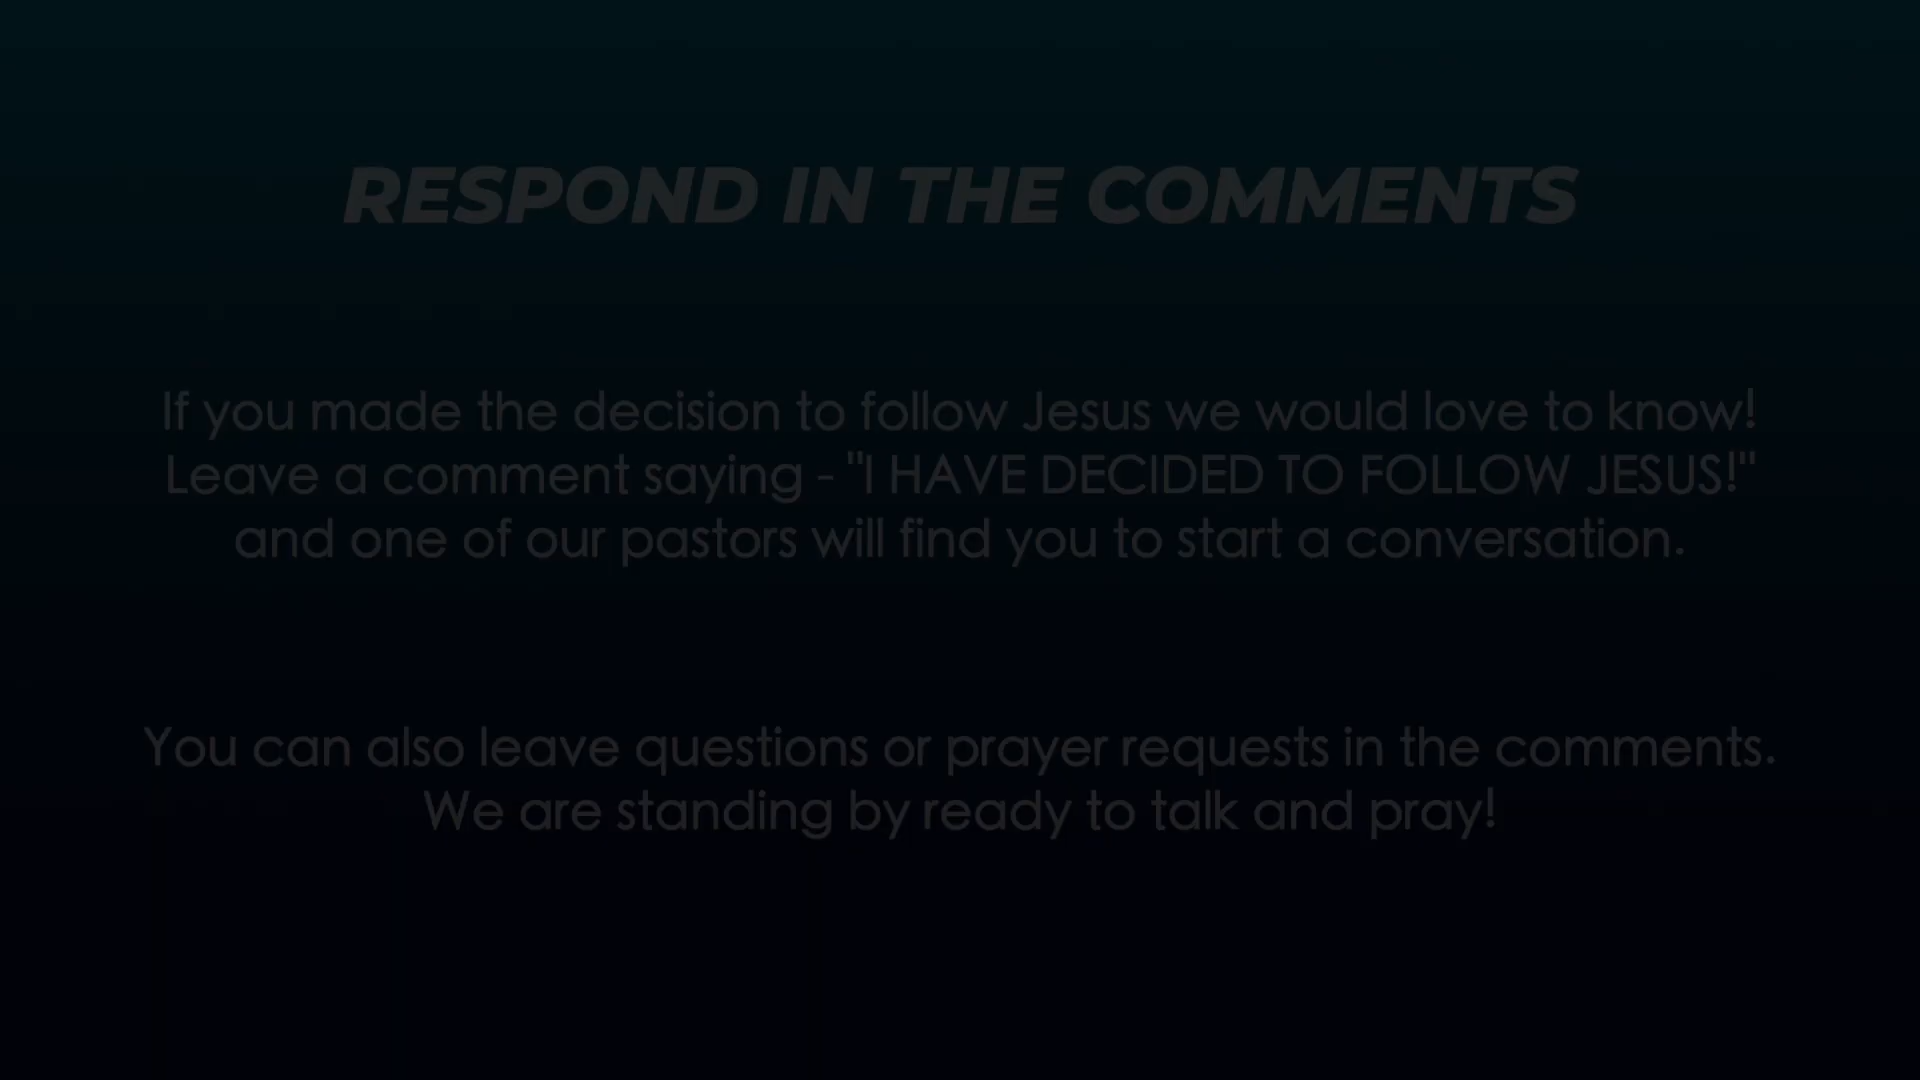 RESPOND IN THE COMMENTS
If you made the decision to follow Jesus we would love to know!
Leave a comment saying - "I HAVE DECIDED TO FOLLOW JESUS!"
and one of our pastors will find you to start a conversation.
You can also leave questions or prayer requests in the comments.
We are standing by ready to talk and pray!